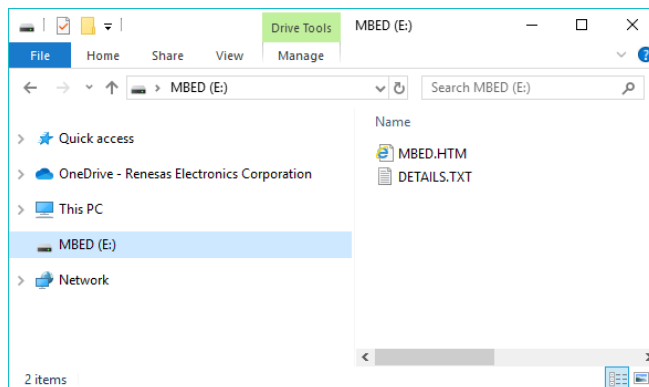 Drive Tools
MBED (E:)
File
Home
Share
View
Manage
MBED (E:)
Search MBED (E:)
Quick access
OneDrive - Renesas Electronics Corporation
This PC
MBED (E:)
Network
Name
MBED.HTM
DETAILS.TXT
2 items